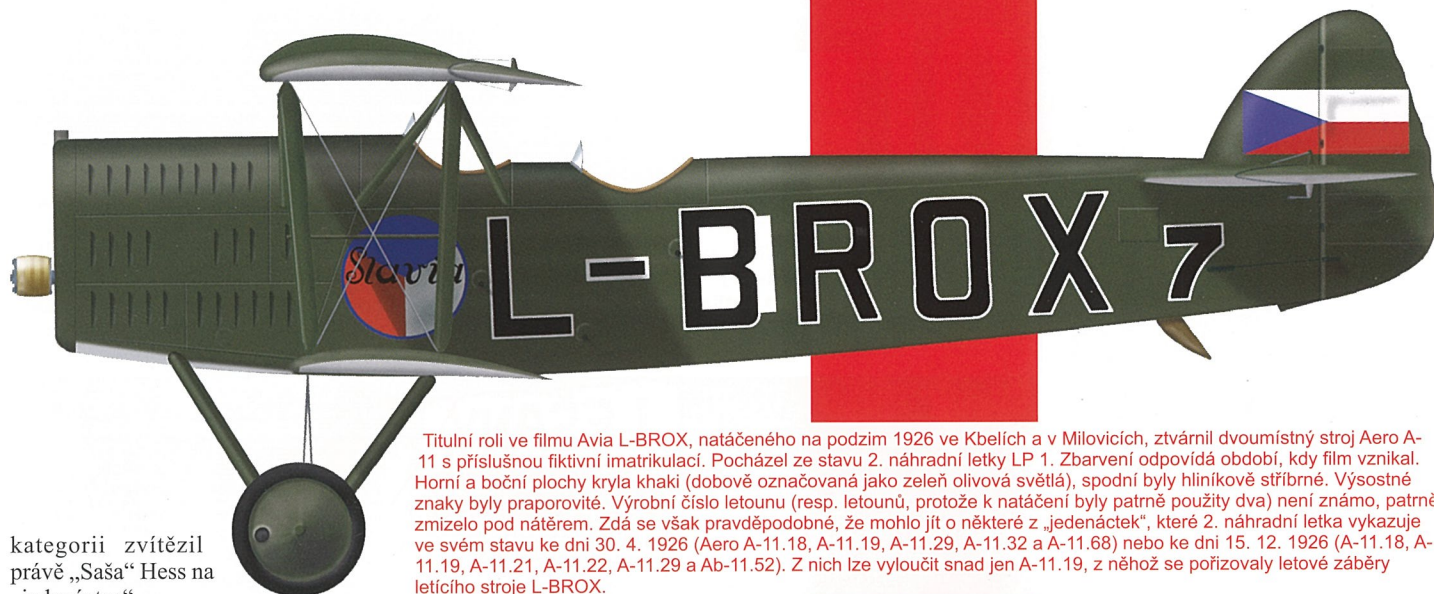 Slavia
L-BROX 7
Titulní roli ve filmu Avia L-BROX, natáčeného na podzim 1926 ve Kbelích a v Milovicích, ztvárnil dvoumístný stroj Aero A-
11 s příslušnou fiktivní imatrikulací. Pocházel ze stavu 2. náhradní letky LP 1. Zbarvení odpovídá období, kdy film vznikal.
Horní a boční plochy kryla khaki (dobově označovaná jako zeleň olivová světlá), spodní byly hliníkově stříbrné. Výsostné
znaky byly praporovité. Výrobní číslo letounu (resp. letounů, protože k natáčení byly patrně použity dva) není známo, patrně
zmizelo pod nátěrem. Zdá se však pravděpodobné, že mohlo jít o některé z „jedenáctek“, které 2. náhradní letka vykazuje
ve svém stavu ke dni 30. 4. 1926 (Aero A-11.18, A-11.19, A-11.29, A-11.32 a A-11.68) nebo ke dni 15. 12. 1926 (A-11.18, A-
11.19, A-11.21, A-11.22, A-11.29 a Ab-11.52). Z nich lze vyloučit snad jen A-11.19, z něhož se pořizovaly letové záběry
letícího stroje L-BROX.
kategorii zvítězil
právě „Saša“ Hess na